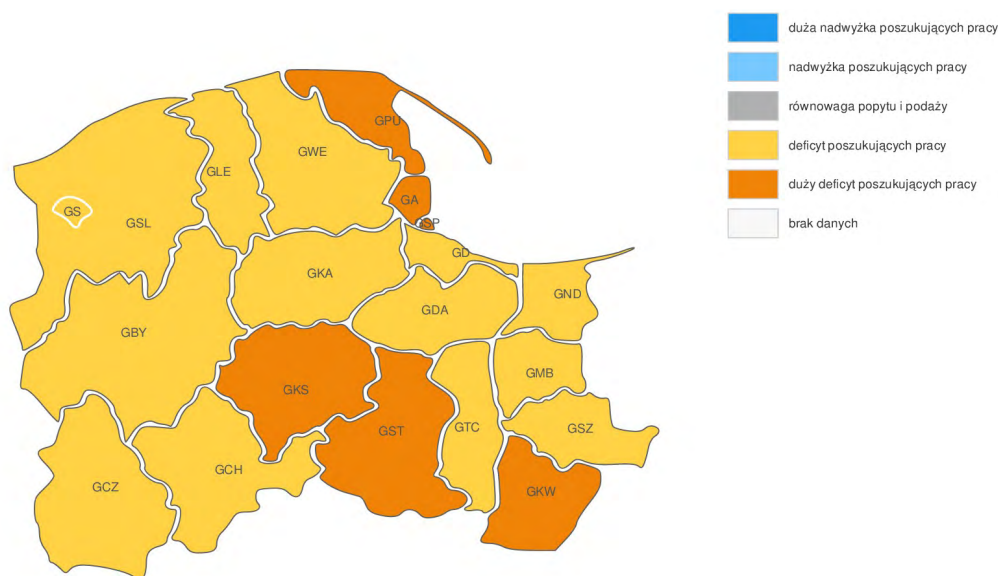 duża nadwyżka poszukujących pracy
nadwyżka poszukujących pracy
równowaga popytu i podaży
deficyt poszukujących pracy
duży deficyt poszukujących pracy
brak danych
GPU
GWE
GLE
GA
GS
GSL
GSP
GD
GKA
GND
GDA
GBY
GMB
GKS
GTC
GSZ
GST
GCH
GCZ
GKW